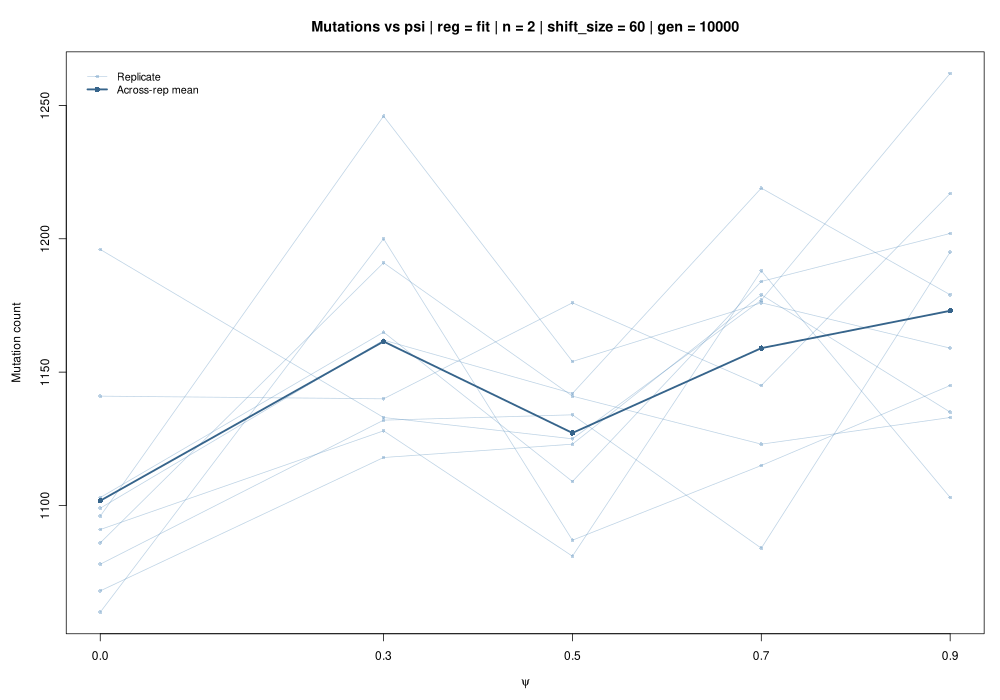 Mutations vs psi | reg = fit | n = 2 | shift_size = 60 | gen = 10000
Replicate
Across-rep mean
Mutation count
1250
1200
1150
1100
0.0
0.3
0.5
0.7
0.9
ψ